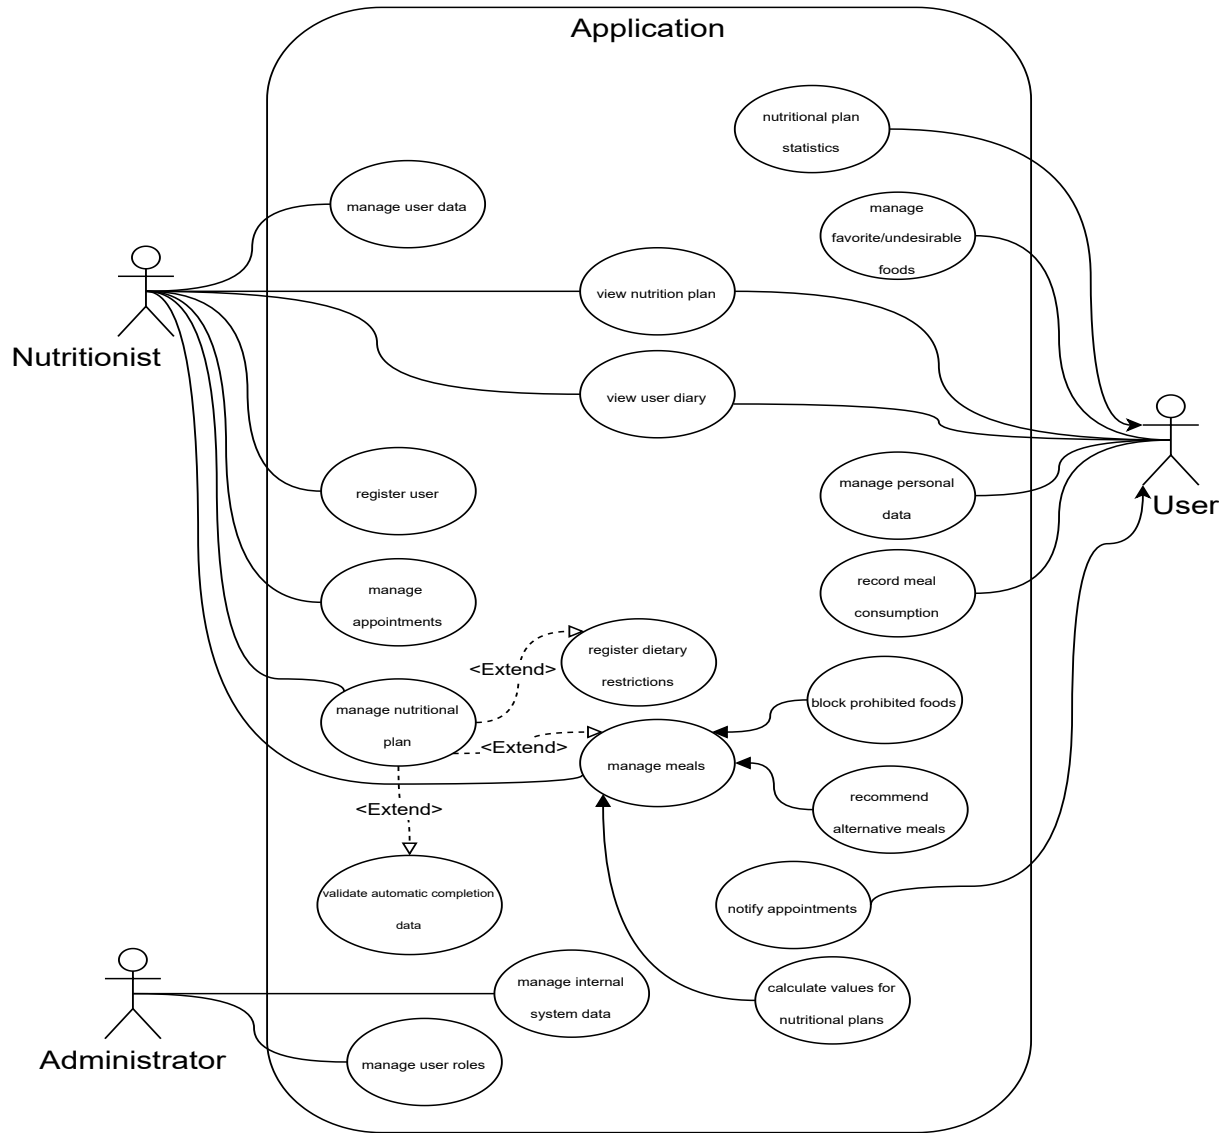 Application
nutritional plan
statistics
manage user data
manage
favorite/undesirable
foods
view nutrition plan
Nutritionist
view user diary
register user
manage personal
data
User
manage
appointments
record meal
consumption
<Extend>
register dietary
restrictions
manage nutritional
plan
block prohibited foods
<Extend>
manage meals
<Extend>
recommend
alternative meals
validate automatic completion
data
notify appointments
manage internal
system data
calculate values for
nutritional plans
Administrator
manage user roles